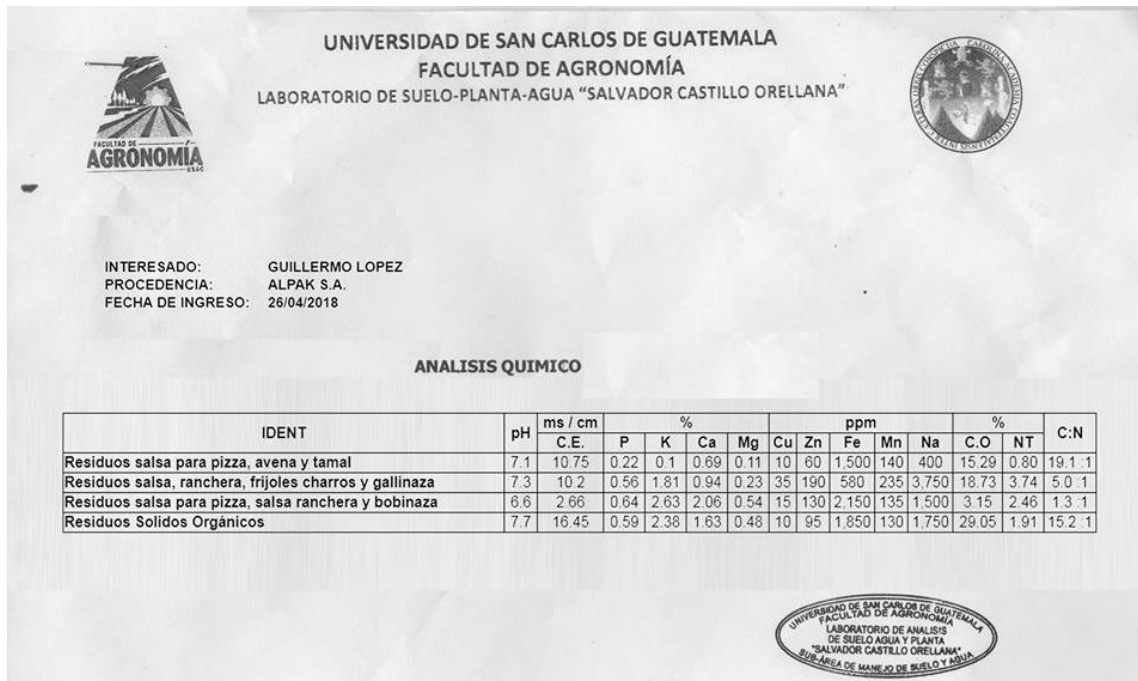 UNIVERSIDAD DE SAN CARLOS DE GUATEMALA
FACULTAD DE AGRONOMÍA
LABORATORIO DE SUELO-PLANTA-AGUA "SALVADOR CASTILLO ORELLANA"
FACULTAD DE
AGRONOMÍA
USAC
INTERESADO: GUILLERMO LOPEZ
PROCEDENCIA: ALPAK S.A.
FECHA DE INGRESO: 26/04/2018
ANALISIS QUIMICO
IDENT pH ms / cm % ppm % C:N
C.E. P K Ca Mg Cu Zn Fe Mn Na C.O NT
Residuos salsa para pizza, avena y tamal 7.1 10.75 0.22 0.1 0.69 0.11 10 60 1,500 140 400 15.29 0.80 19.1 :1
Residuos salsa, ranchera, frijoles charros y gallinaza 7.3 10.2 0.56 1.81 0.94 0.23 35 190 580 235 3,750 18.73 3.74 5.0 :1
Residuos salsa para pizza, salsa ranchera y bobinaza 6.6 2.66 0.64 2.63 2.06 0.54 15 130 2,150 135 1,500 3.15 2.46 1.3 :1
Residuos Solidos Orgánicos 7.7 16.45 0.59 2.38 1.63 0.48 10 95 1,850 130 1,750 29.05 1.91 15.2 :1
UNIVERSIDAD DE SAN CARLOS DE GUATEMALA
FACULTAD DE AGRONOMIA
LABORATORIO DE ANALISIS
DE SUELO AGUA Y PLANTA
"SALVADOR CASTILLO ORELLANA"
SUB-AREA DE MANEJO DE SUELO Y AGUA